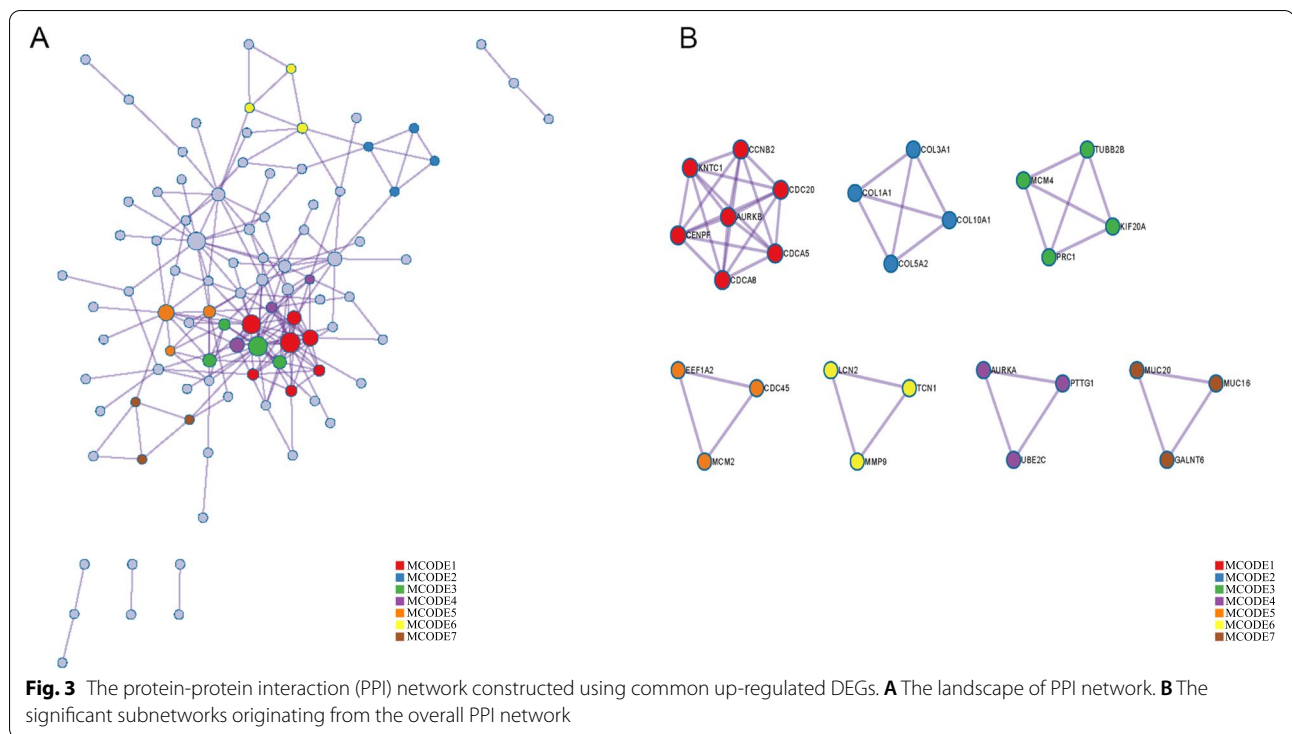 A
B
CCNB2
KNTC1
CDC20
AURKB
CENPF
CDCA5
CDCA8
COL3A1
COL1A1
COL10A1
COL5A2
TUBB2B
MCM4
KIF20A
PRC1
EEF1A2
CDC45
MCM2
LCN2
TCN1
MMP9
AURKA
PTTG1
UBE2C
MUC20
MUC16
GALNT6
MCODE1
MCODE2
MCODE3
MCODE4
MCODE5
MCODE6
MCODE7
MCODE1
MCODE2
MCODE3
MCODE4
MCODE5
MCODE6
MCODE7
Fig. 3 The protein-protein interaction (PPI) network constructed using common up-regulated DEGs. A The landscape of PPI network. B The
significant subnetworks originating from the overall PPI network